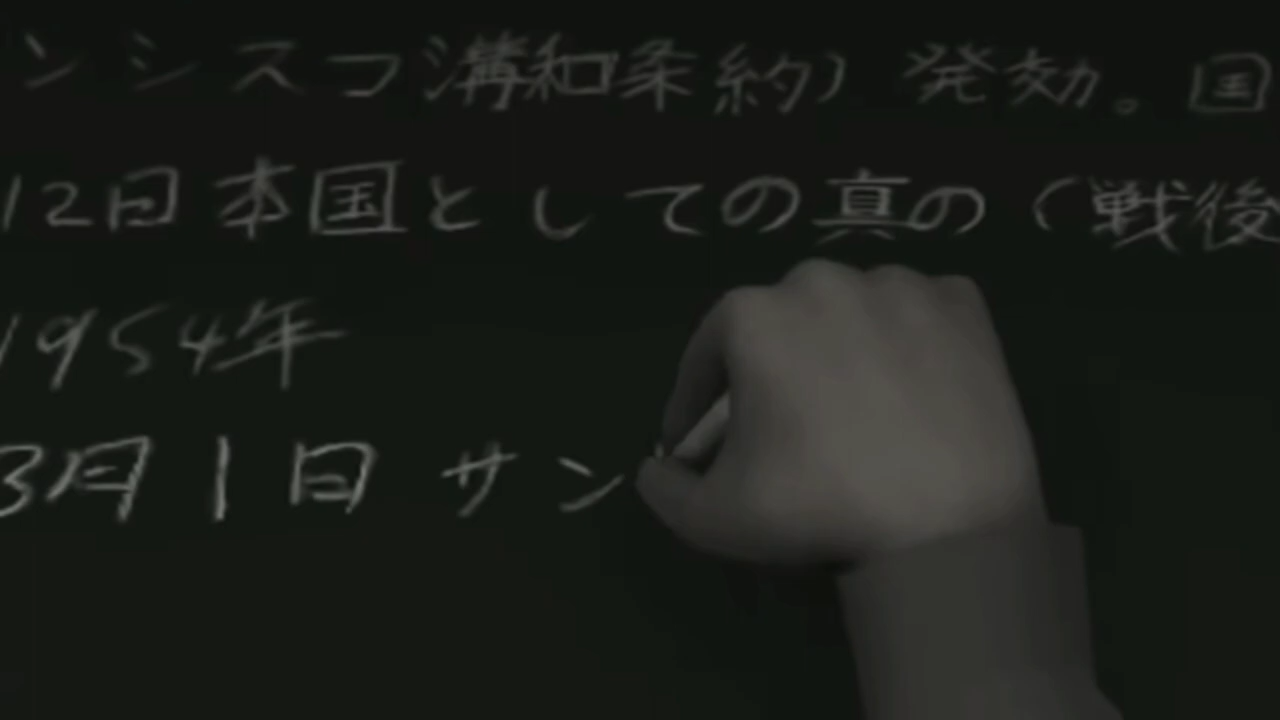 ンシスコ溝和条約）発効。国
12日本国としての真の（戦後
1954年
3月1日 サン